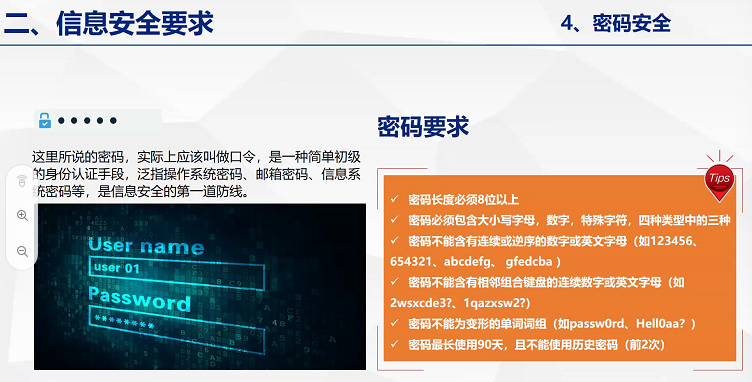 二、信息安全要求
4、密码安全
这里所说的密码，实际上应该叫做口令，是一种简单初级
的身份认证手段，泛指操作系统密码、邮箱密码、信息系
统密码等，是信息安全的第一道防线。
User name
user 01
Password
********
密码要求
Tips
✓ 密码长度必须8位以上
✓ 密码必须包含大小写字母，数字，特殊字符，四种类型中的三种
✓ 密码不能含有连续或逆序的数字或英文字母（如123456、
654321、abcdefg、 gfedcba ）
✓ 密码不能含有相邻组合键盘的连续数字或英文字母（如
2wsxcde3?、1qazxsw2?）
✓ 密码不能为变形的单词词组（如passw0rd、Hell0aa？）
✓ 密码最长使用90天，且不能使用历史密码（前2次）